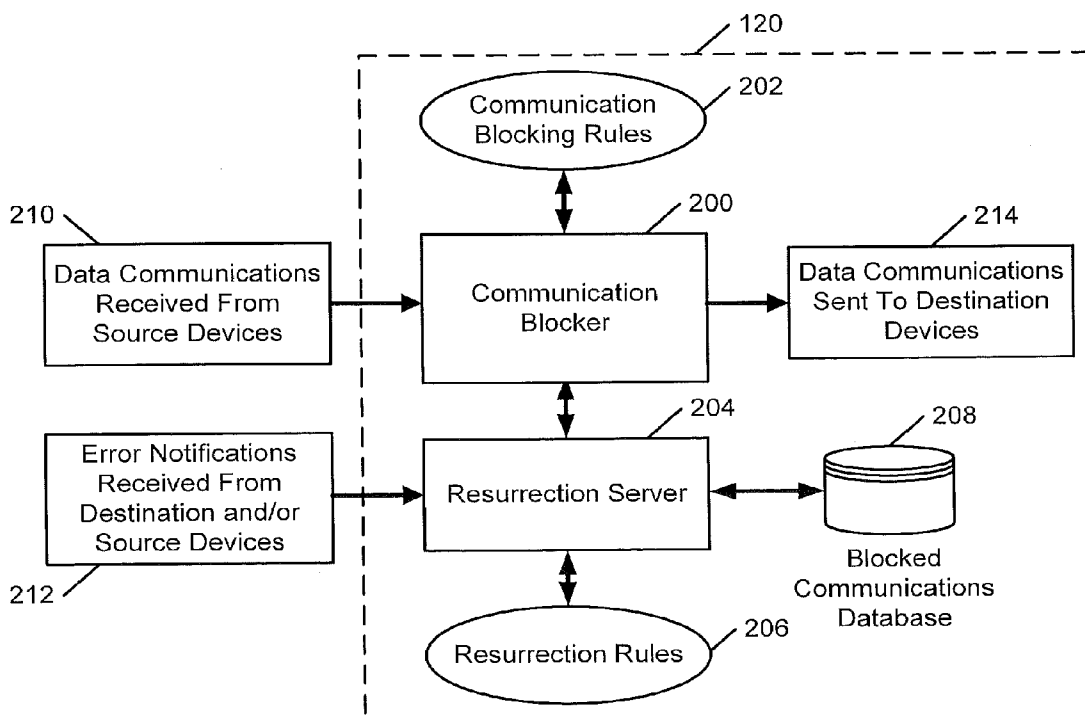 120
Communication
Blocking Rules
202
210
200
214
Data Communications
Received From
Source Devices
Communication
Blocker
Data Communications
Sent To Destination
Devices
204
208
Error Notifications
Received From
Destination and/or
Source Devices
Resurrection Server
212
Blocked
Communications
Database
206
Resurrection Rules